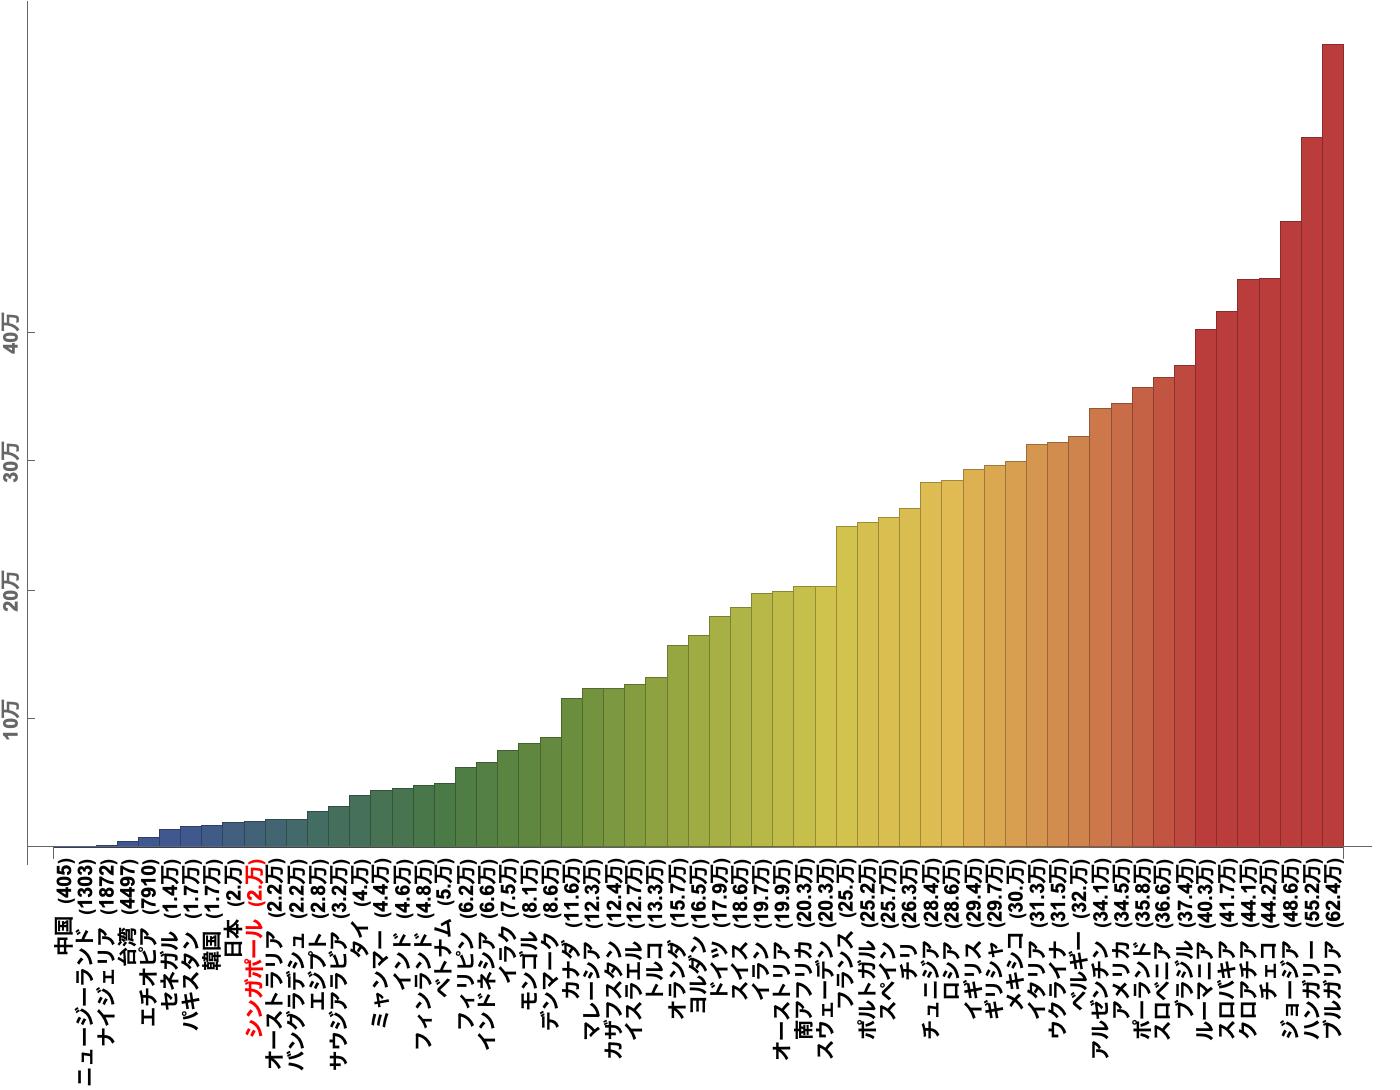 40万
30万
20万
10万
中国 (405)
ニュージーランド (1303)
ナイジェリア (1872)
台湾 (4497)
エチオピア (7910)
セネガル (1.4万)
パキスタン (1.7万)
韓国 (1.7万)
日本 (2.万)
シンガポール (2.万)
オーストラリア (2.2万)
バングラデシュ (2.2万)
エジプト (2.8万)
サウジアラビア (3.2万)
タイ (4.万)
ミャンマー (4.4万)
インド (4.6万)
フィンランド (4.8万)
ベトナム (5.万)
フィリピン (6.2万)
インドネシア (6.6万)
イラク (7.5万)
モンゴル (8.1万)
デンマーク (8.6万)
カナダ (11.6万)
マレーシア (12.3万)
カザフスタン (12.4万)
イスラエル (12.7万)
トルコ (13.3万)
オランダ (15.7万)
ヨルダン (16.5万)
ドイツ (17.9万)
スイス (18.6万)
イラン (19.7万)
オーストリア (19.9万)
南アフリカ (20.3万)
スウェーデン (20.3万)
フランス (25.万)
ポルトガル (25.2万)
スペイン (25.7万)
チリ (26.3万)
チュニジア (28.4万)
ロシア (28.6万)
イギリス (29.4万)
ギリシャ (29.7万)
メキシコ (30.万)
イタリア (31.3万)
ウクライナ (31.5万)
ベルギー (32.万)
アルゼンチン (34.1万)
アメリカ (34.5万)
ポーランド (35.8万)
スロベニア (36.6万)
ブラジル (37.4万)
ルーマニア (40.3万)
スロバキア (41.7万)
クロアチア (44.1万)
チェコ (44.2万)
ジョージア (48.6万)
ハンガリー (55.2万)
ブルガリア (62.4万)